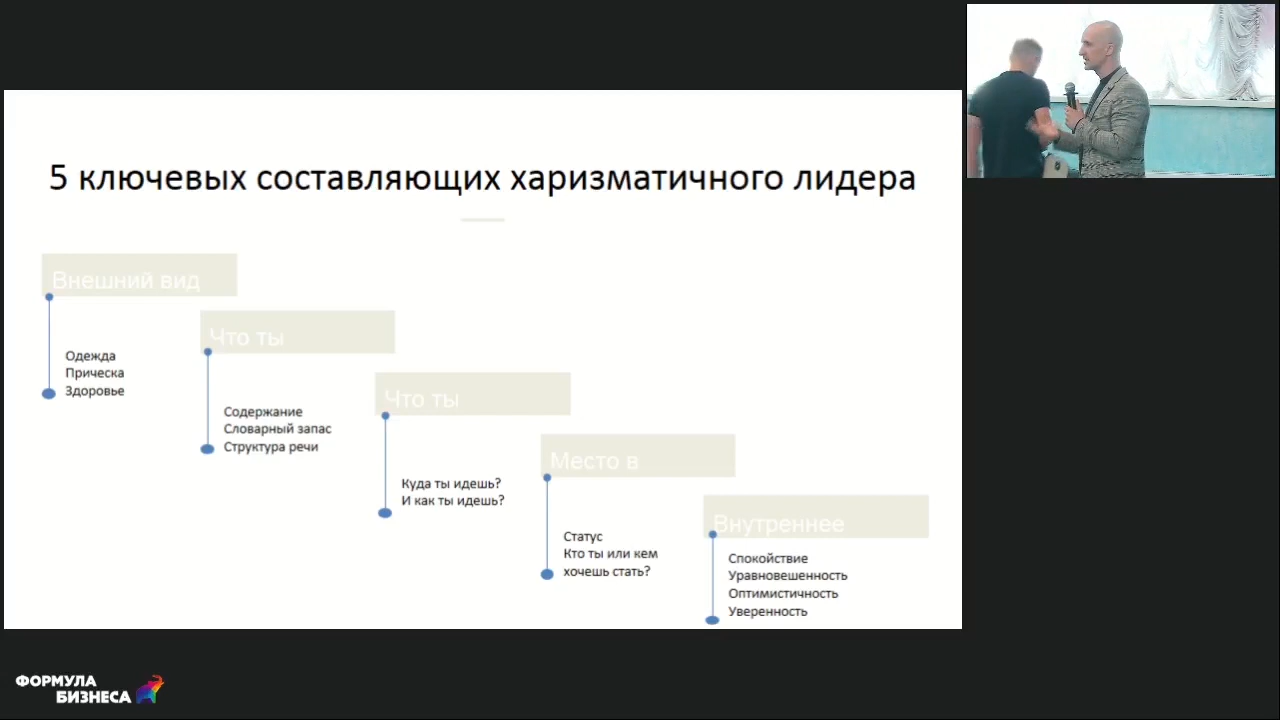 5 ключевых составляющих харизматичного лидера
Внешний вид
Одежда
Прическа
Здоровье
Что ты
Содержание
Словарный запас
Структура речи
Что ты
Куда ты идешь?
И как ты идешь?
Место в
Статус
Кто ты или кем
хочешь стать?
Внутреннее
Спокойствие
Уравновешенность
Оптимистичность
Уверенность
ФОРМУЛА
БИЗНЕСА